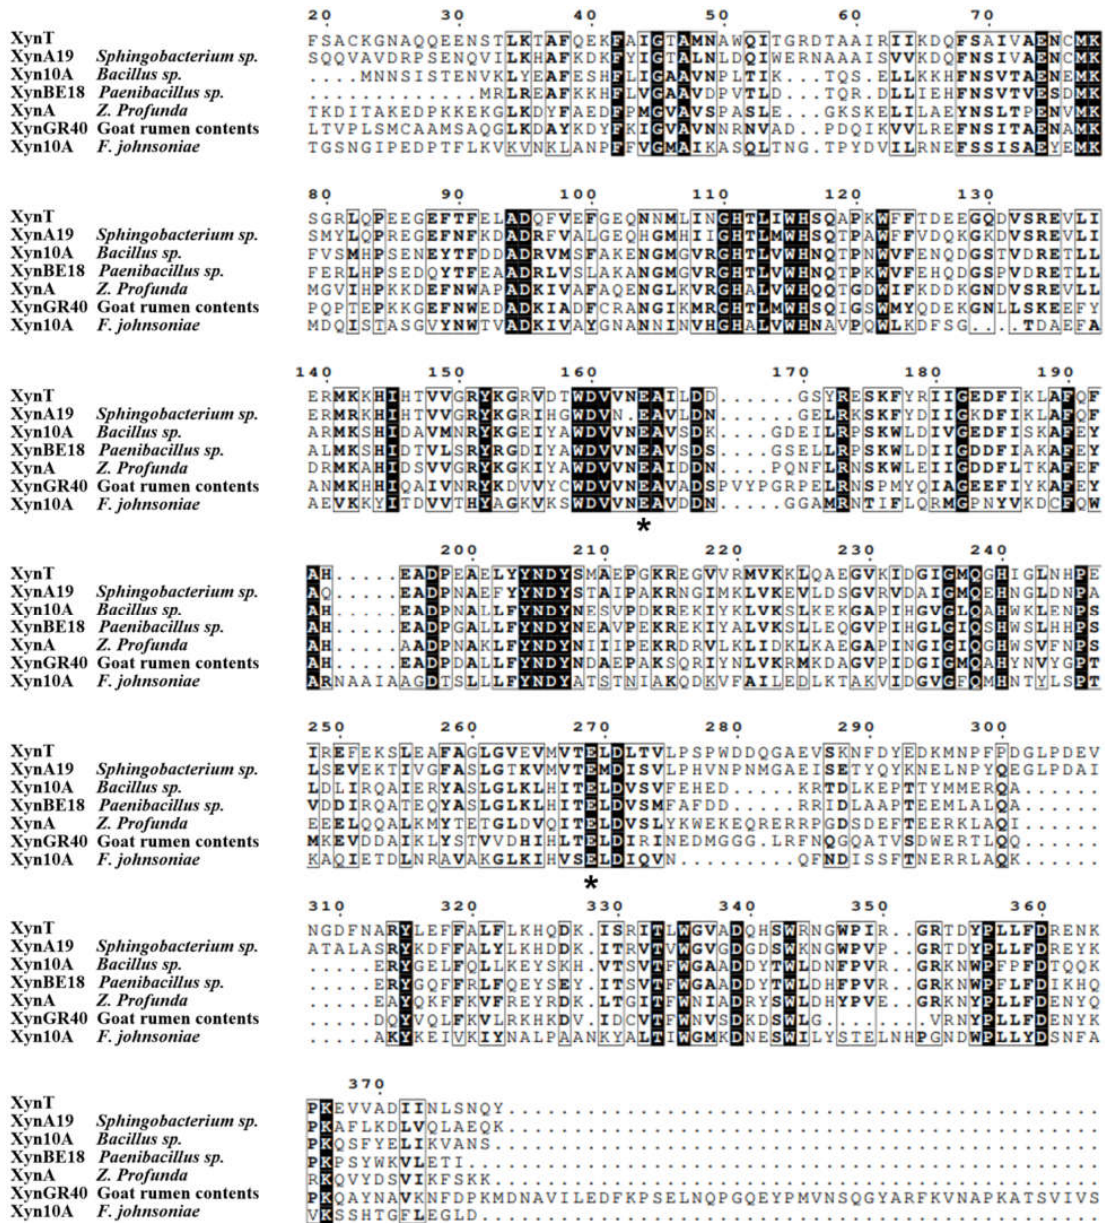 20 30 40 50 60 70
XynT FSACKGNAQQEENSTLKTAFQEKFAIGTAMNAWQITGRDTAAIRIIKDQFSAIVAENCMK
XynA19 Sphingobacterium sp. SQQVAVDRPSENQVILKHAFKDKFYIGTALNLDQIWERNAAAISVVKDQFNSIVAENCMK
Xyn10A Bacillus sp. ....MNNSISTENVKLYEAFESHFLIGAAVNPLTIK...TQS.ELLKKHFNSVTAENEMK
XynBE18 Paenibacillus sp. .............MRLREAFKKHFLVGAAVDPVTLD...TQRDLLIEHFNSVTVESDMK
XynA Z. Profunda TKDITAKEDPKKEKGLKDAYEDYFPMGVAVSPRSLE...GKSKELILAEYNSLTPENVMK
XynGR40 Goat rumen contents LTVPLSMCAAMSAQGLKDAYKDYFKIGVAVNNRNVAD..PDQIKVVLREFNSITAENAMK
Xyn10A F. johnsoniae TGSNGIPEDPTFLKVKVNKLANPFFVGMAIKASQLTNG.TPYDVILRNEFSSISAEYEMK
80 90 100 110 120 130
XynT SGRLQPEEGEFTFELADQFVEFGEQNNMLINGHTLIWHSQAPKWFFTDEEGQDVSREVLI
XynA19 Sphingobacterium sp. SMYLQPREGEFNFKDADRFVALGEQHGMHIIGHTLMWHSQTPAWFFVDQKGKDVSREVLI
Xyn10A Bacillus sp. FVSMHPSENEYTFDDADRVMSFAKENGMGVRGHTLVWHNQTPNWVFENQDGSTVDRETLL
XynBE18 Paenibacillus sp. FERLHPSEDQYTFEAADRLVSLAKANGMGVRGHTLVWHNQTPKWVFEHQDGSPVDRETLL
XynA Z. Profunda MGVIHPKKDEFNWAPADKIVAFAQENGLKVRGHALVWHQQTGDWIFKDDKGNDVSREVLL
XynGR40 Goat rumen contents PQPTEPKKGEFNWEPADKIADFCRANGIKMRGHTLMWHSQIGSWMYQDEKGNLLSKEEFY
Xyn10A F. johnsoniae MDQISTASGVYNWTVADKIVAYGNANNINVHGHALVWHNAVPQWLKDFSG...TDAEFA
140 150 160 170 180 190
XynT ERMKKHIHTVVGRYKGRVDTWDVVNEAILDD......GSYRESKFYRIIGEDFIKLAFQF
XynA19 Sphingobacterium sp. ERMRKHIHTVVGRYKGRIHGWDVVN.EAVLDN.....GELRKSKFYDIIGKDFIKLAFQF
Xyn10A Bacillus sp. ARMKSHIDAVMNRYKGEIYAWDVVNEAVSDK....GDEILRPSKWLDIVGEDFISKAFEY
XynBE18 Paenibacillus sp. ALMKSHIDTVLSRYRGDIYAWDVVNEAVSDS....GSELLRPSKWLDIIGDDFISKAFEY
XynA Z. Profunda DRMKAHIDSVVGRYKGKIYAWDVVNEAIDDN....PQNFLRNSKWLEIIGDDFLTKAFEF
XynGR40 Goat rumen contents ANMKHHIQAIVNRYKDVVYCWDVVNEAVADSPVYPGRPELRNSPMYQIAGEEFIYKAFEY
Xyn10A F. johnsoniae AEVKKYITDVVTHYAGKVKSWDVVNEAVDDN.....GGAMRNTIFLQRMGPNYVKDCFQW
*
200 210 220 230 240
XynT AH.....EADPEAELYYNDYSMAEPGKREGVVRMVKKLQAEGVKIDGIGMQGHIGLNHPE
XynA19 Sphingobacterium sp. AQ.....EADPNAEFYYNDYSTAIPAKRNGIMKLVKEVLDSGVRVDAIGMQEHNGLDNPA
Xyn10A Bacillus sp. AH.....EADPNALLFYNDYNESVPDKREKIYKLVKSLKEKGAPIHGVGLQAHWKLENPS
XynBE18 Paenibacillus sp. AH.....EADPGALLFYNDYNEAVPEKREKIYALVKSLLEQGVPIHGLGIQSHWSLHHPS
XynA Z. Profunda AH.....AADPNAKLFYNDYNIIIPEKRDRVLKLIDKLKAEGAPINGIGIQGHWSVFNPS
XynGR40 Goat rumen contents AH.....EADPDALLFYNDYNDAEPAKSQRIYNLVKRMKDAGVPIDGIGMQAHYNVYGPT
Xyn10A F. johnsoniae ARNAAIAAGDTSLLLFYNDYATSTNIAKQDKVFAILEDLKTAKVIDGVGFQMHNTYLSPT
250 260 270 280 290 300
XynT IREFEKSLEAFAGLGVEVMVTELDLTVLPSPWDDQGAEVSKNFDYEDKMNPFPDGLPDEV
XynA19 Sphingobacterium sp. LSEVEKTIVGFASLGTKVMVTEMDISVLPHVNPNMGAEISETYQYKNELNPYQEGLPDAI
Xyn10A Bacillus sp. LDLIRQAIERYASLGLKLHITELDVSVFEHED.....KRTDLKEPTTYMMERQA......
XynBE18 Paenibacillus sp. VDDIRQATEQYASLGLKLHITELDVSMFAFDD.....RRIDLAAPTEEMLALQA......
XynA Z. Profunda EEELQQALKMYTETGLDVQITELDVSLYKWEKEQRERRPGDSDEFTEERKLAQI......
XynGR40 Goat rumen contents MKEVDDAIKLYSTVVDHIHLTELDIRINEDMGGG.LRFNQGQATVSDWERTLQQ......
Xyn10A F. johnsoniae KAQIETDLNRAVAKGLKIHVSELDIQVN.........QFNDISSFTNERRLAQK......
*
310 320 330 340 350 360
XynT NGDFNARYLEFFALFLKHQDK.ISRITLWGVADQHSWRNGWPIR..GRTDYPLLFDRENK
XynA19 Sphingobacterium sp. ATALASRYKDFFALYLKHKDK.ITRVTVWGVGDGDSWKNGWPVP..GRTDYPLLFDREYK
Xyn10A Bacillus sp. .....ERYGELFQLLKEYSKH.VTSVTFWGAADDYTWLDNFPVR..GRKNWPFPFDTQQK
XynBE18 Paenibacillus sp. .....ERYGQFFRLFQEYSEY.ITSVTFWGAADDYTWLDHFPVR..GRKNWPFLFDIKHQ
XynA Z. Profunda .....EAYQKFFKVFREYRDK.LTGITFWNIADRYSWLDHYPVE..GRKNYPLLFDENYQ
XynGR40 Goat rumen contents .....DQYVQLFKVLRKHKDV.IDCVTFWNVSDKDSWLG.......VRNYPLLFDENYK
Xyn10A F. johnsoniae .....AKYKEIVKIYNALPAANKYALTIWGMKDNESWILYSTELNHPGNDWPLLYDSNFA
370
XynT PKEVVADIINLSNQY.............................................
XynA19 Sphingobacterium sp. PKAFLKDLVQLAEQK.............................................
Xyn10A Bacillus sp. PKQSFYELIKVANS..............................................
XynBE18 Paenibacillus sp. PKPSYWKVLETI................................................
XynA Z. Profunda RKQVYDSVIKFSKK..............................................
XynGR40 Goat rumen contents PKQAYNAVKNFDPKMDNAVILEDFKPSELNQPGQEYPMVNSQGYARFKVNAPKATSVIVS
Xyn10A F. johnsoniae VKSSHTGFLEGLD...............................................